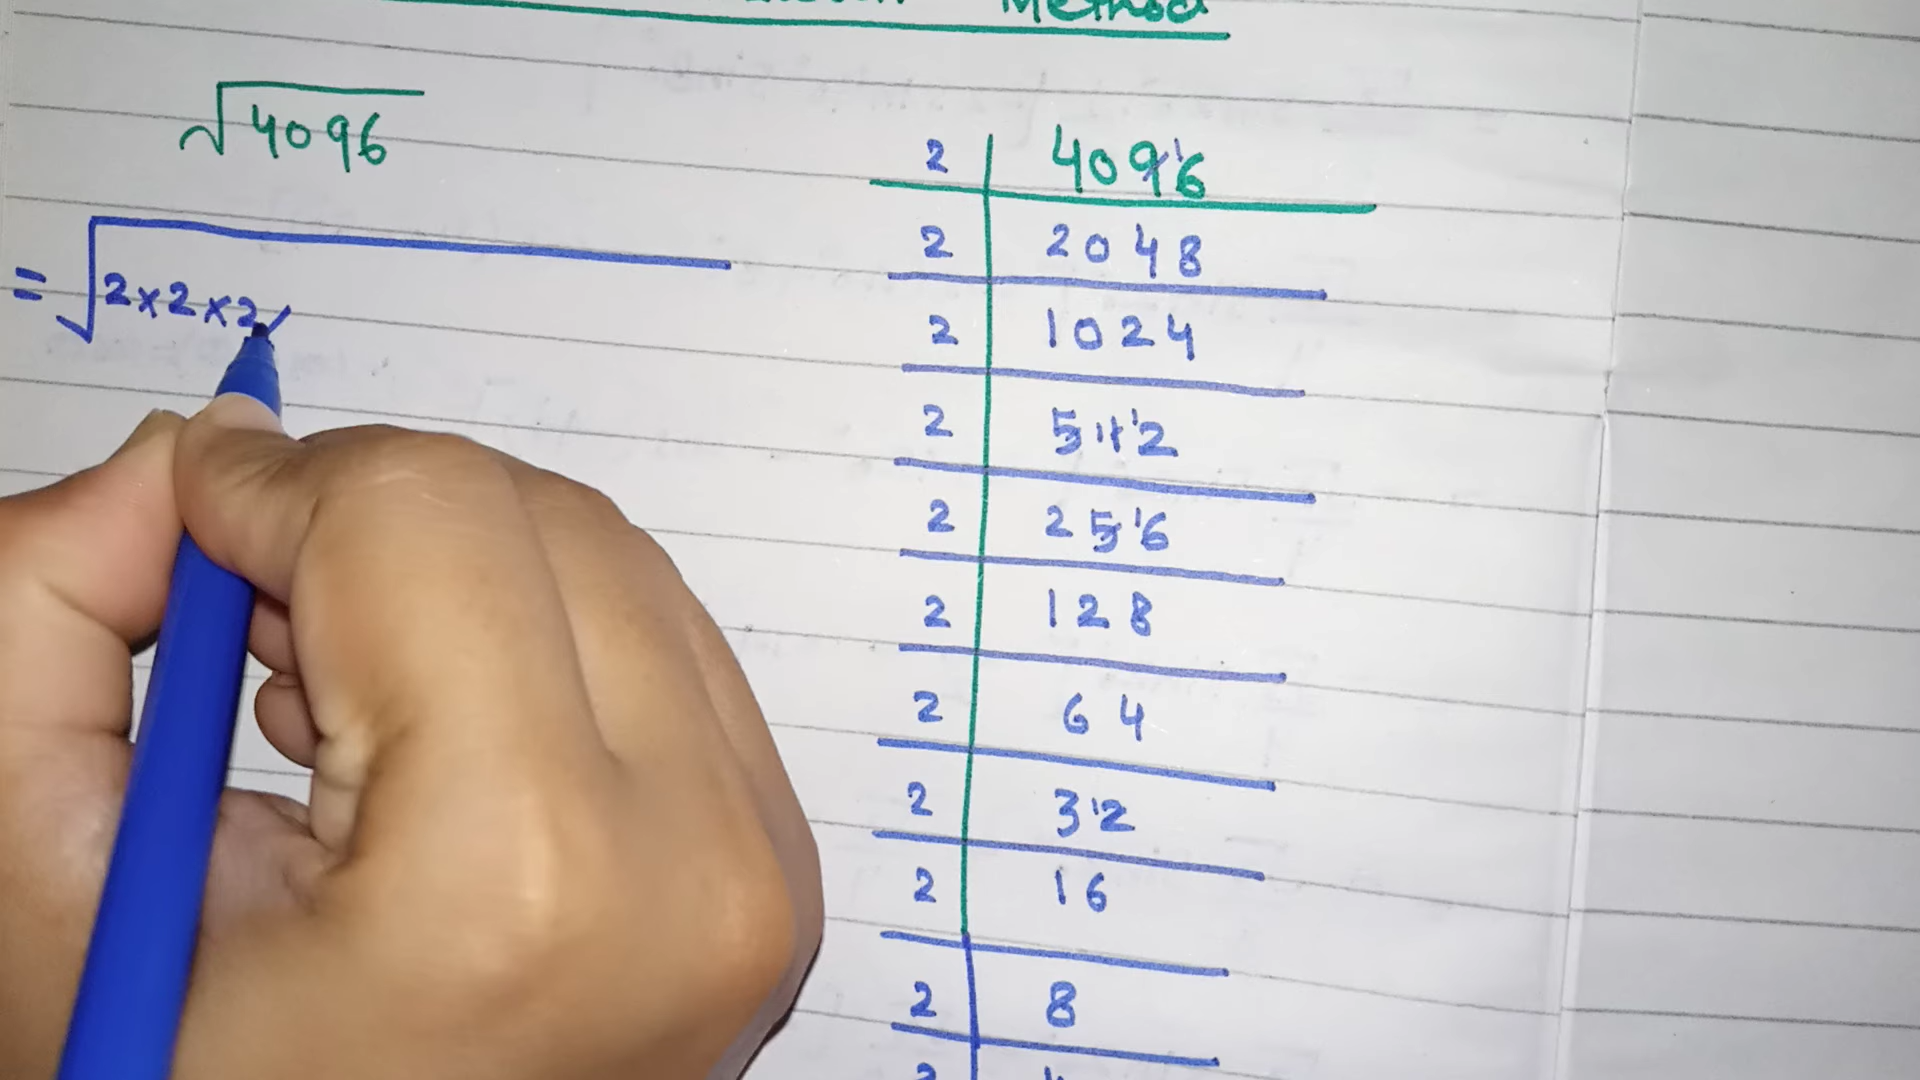 Method
√4096
= √2×2×2
2 | 4096
2 | 2048
2 | 1024
2 | 512
2 | 256
2 | 128
2 | 64
2 | 32
2 | 16
2 | 8
2